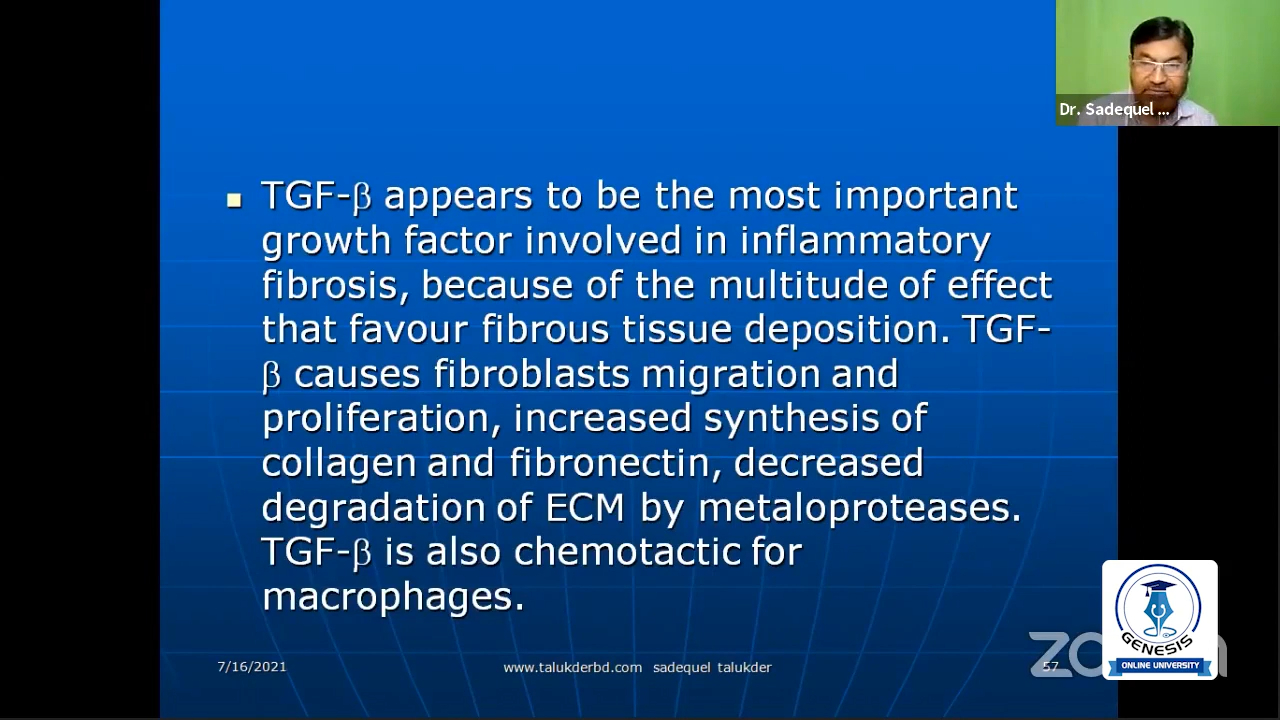 Dr. Sadequel ...
TGF-β appears to be the most important
growth factor involved in inflammatory
fibrosis, because of the multitude of effect
that favour fibrous tissue deposition. TGF-
β causes fibroblasts migration and
proliferation, increased synthesis of
collagen and fibronectin, decreased
degradation of ECM by metaloproteases.
TGF-β is also chemotactic for
macrophages.
7/16/2021
www.talukderbd.com sadequel talukder
57
GENESIS
ONLINE UNIVERSITY